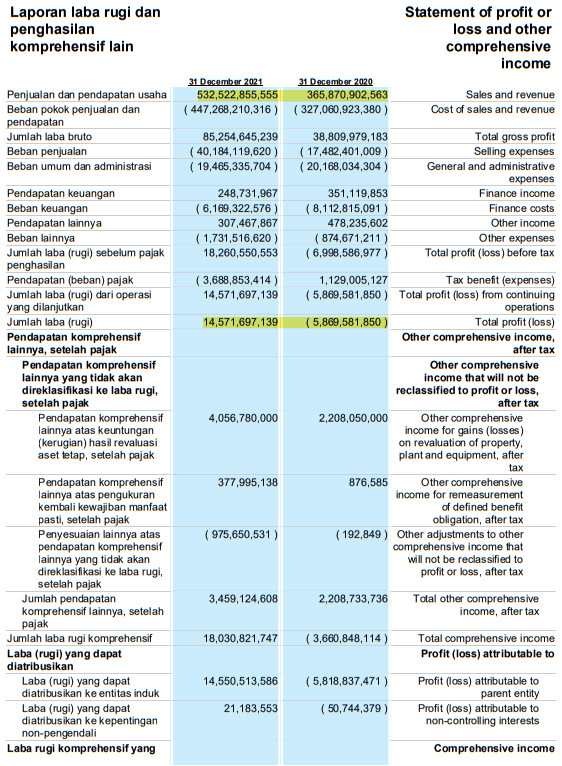 Laporan laba rugi dan
penghasilan
komprehensif lain
Statement of profit or
loss and other
comprehensive
income
31 December 2021 31 December 2020
Penjualan dan pendapatan usaha 532,522,855,555 365,870,902,563 Sales and revenue
Beban pokok penjualan dan ( 447,268,210,316 ) ( 327,060,923,380 ) Cost of sales and revenue
pendapatan
Jumlah laba bruto 85,254,645,239 38,809,979,183 Total gross profit
Beban penjualan ( 40,184,119,620 ) ( 17,482,401,009 ) Selling expenses
Beban umum dan administrasi ( 19,465,335,704 ) ( 20,168,034,304 ) General and administrative
expenses
Pendapatan keuangan 248,731,967 351,119,853 Finance income
Beban keuangan ( 6,169,322,576 ) ( 8,112,815,091 ) Finance costs
Pendapatan lainnya 307,467,867 478,235,602 Other income
Beban lainnya ( 1,731,516,620 ) ( 874,671,211 ) Other expenses
Jumlah laba (rugi) sebelum pajak 18,260,550,553 ( 6,998,586,977 ) Total profit (loss) before tax
penghasilan
Pendapatan (beban) pajak ( 3,688,853,414 ) 1,129,005,127 Tax benefit (expenses)
Jumlah laba (rugi) dari operasi 14,571,697,139 ( 5,869,581,850 ) Total profit (loss) from continuing
yang dilanjutkan operations
Jumlah laba (rugi) 14,571,697,139 ( 5,869,581,850 ) Total profit (loss)
Pendapatan komprehensif Other comprehensive income,
lainnya, setelah pajak after tax
Pendapatan komprehensif Other comprehensive
lainnya yang tidak akan income that will not be
direklasifikasi ke laba rugi, reclassified to profit or loss,
setelah pajak after tax
Pendapatan komprehensif 4,056,780,000 2,208,050,000 Other comprehensive
lainnya atas keuntungan income for gains (losses)
(kerugian) hasil revaluasi on revaluation of property,
aset tetap, setelah pajak plant and equipment, after
tax
Pendapatan komprehensif 377,995,138 876,585 Other comprehensive
lainnya atas pengukuran income for remeasurement
kembali kewajiban manfaat of defined benefit
pasti, setelah pajak obligation, after tax
Penyesuaian lainnya atas ( 975,650,531 ) ( 192,849 ) Other adjustments to other
pendapatan komprehensif comprehensive income that
lainnya yang tidak akan will not be reclassified to
direklasifikasi ke laba rugi, profit or loss, after tax
setelah pajak
Jumlah pendapatan 3,459,124,608 2,208,733,736 Total other comprehensive
komprehensif lainnya, setelah income, after tax
pajak
Jumlah laba rugi komprehensif 18,030,821,747 ( 3,660,848,114 ) Total comprehensive income
Laba (rugi) yang dapat Profit (loss) attributable to
diatribusikan
Laba (rugi) yang dapat 14,550,513,586 ( 5,818,837,471 ) Profit (loss) attributable to
diatribusikan ke entitas induk parent entity
Laba (rugi) yang dapat 21,183,553 ( 50,744,379 ) Profit (loss) attributable to
diatribusikan ke kepentingan non-controlling interests
non-pengendali
Laba rugi komprehensif yang Comprehensive income